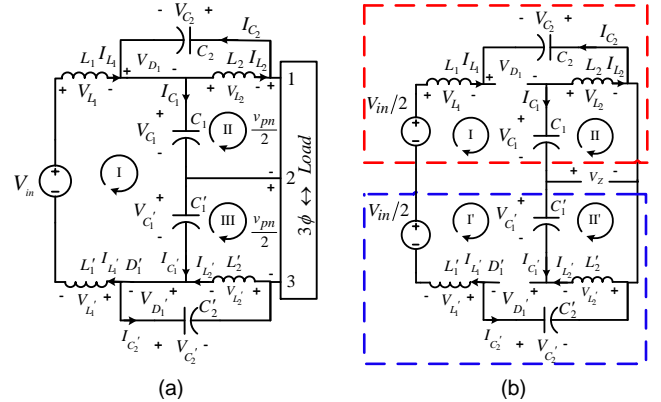 - V_{C_2} +
I_{C_2}
C_2
L_1 I_{L_1}
+ V_{D_1} -
L_2 I_{L_2}
+ V_{L_1} -
+ V_{L_2} -
+ 1
I_{C_1}
+ V_{C_1} -
C_1
II
v_{pn}/2
I
V_{in}
- 2 +
+ V_{C_1'} -
C_1'
III
v_{pn}/2
3ϕ ↔ Load
L_1' I_{L_1'} D_1'
I_{C_1'}
I_{L_2'} L_2'
- 3
- V_{L_1'} +
- V_{D_1'} +
- V_{L_2'} +
C_2'
I_{C_2'}
+ V_{C_2'} -
(a)
- V_{C_2} +
I_{C_2}
C_2
L_1 I_{L_1}
+ V_{D_1} -
L_2 I_{L_2}
+ V_{L_1} -
+ V_{L_2} -
V_{in}/2
I_{C_1}
+ V_{C_1} -
C_1
I
II
+ V_Z -
V_{in}/2
+ V_{C_1'} -
C_1'
I'
II'
L_1' I_{L_1'} D_1'
I_{C_1'}
I_{L_2'} L_2'
- V_{L_1'} +
- V_{D_1'} +
- V_{L_2'} +
C_2'
I_{C_2'}
+ V_{C_2'} -
(b)